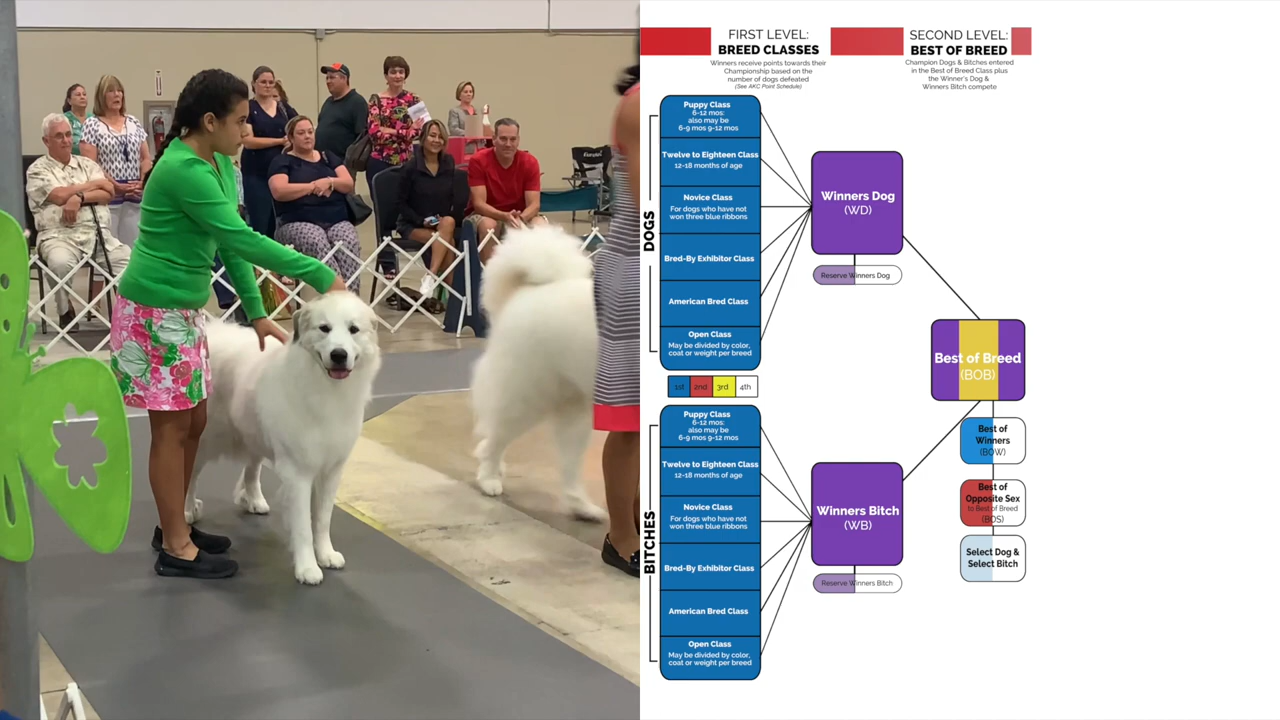 FIRST LEVEL:
BREED CLASSES
Winners receive points towards their
Championship based on the
number of dogs defeated
(See AKC Point Schedule)
SECOND LEVEL:
BEST OF BREED
Champion Dogs & Bitches entered
in the Best of Breed Class plus
the Winner's Dog &
Winners Bitch compete
DOGS
Puppy Class
6-12 mos:
also may be
6-9 mos 9-12 mos
Twelve to Eighteen Class
12-18 months of age
Novice Class
For dogs who have not
won three blue ribbons
Bred-By Exhibitor Class
American Bred Class
Open Class
May be divided by color,
coat or weight per breed
Winners Dog
(WD)
Reserve Winners Dog
1st 2nd 3rd 4th
BITCHES
Puppy Class
6-12 mos:
also may be
6-9 mos 9-12 mos
Twelve to Eighteen Class
12-18 months of age
Novice Class
For dogs who have not
won three blue ribbons
Bred-By Exhibitor Class
American Bred Class
Open Class
May be divided by color,
coat or weight per breed
Winners Bitch
(WB)
Reserve Winners Bitch
Best of Breed
(BOB)
Best of
Winners
(BOW)
Best of
Opposite Sex
to Best of Breed
(BOS)
Select Dog &
Select Bitch